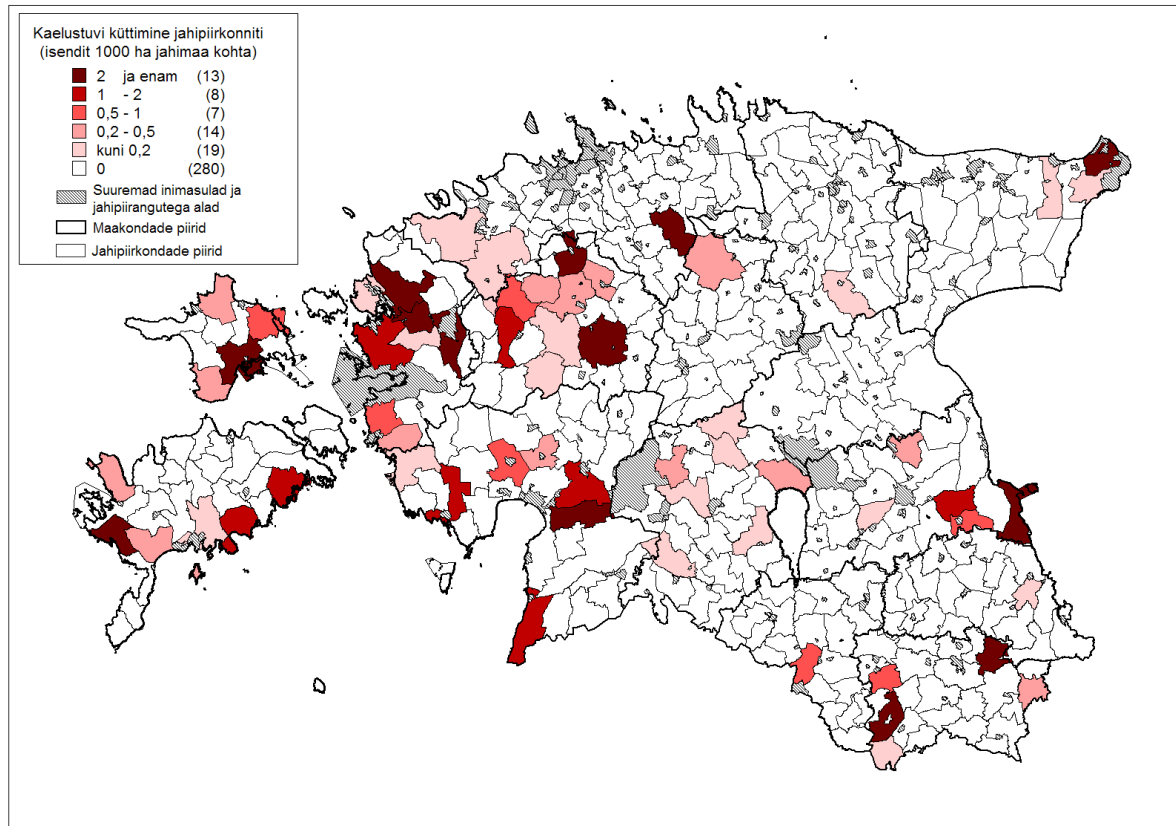 Kaelustuvi küttimine jahipiirkonniti
(isendit 1000 ha jahimaa kohta)
2 ja enam (13)
1 - 2 (8)
0,5 - 1 (7)
0,2 - 0,5 (14)
kuni 0,2 (19)
0 (280)
Suuremad inimasulad ja
jahipiirangutega alad
Maakondade piirid
Jahipiirkondade piirid